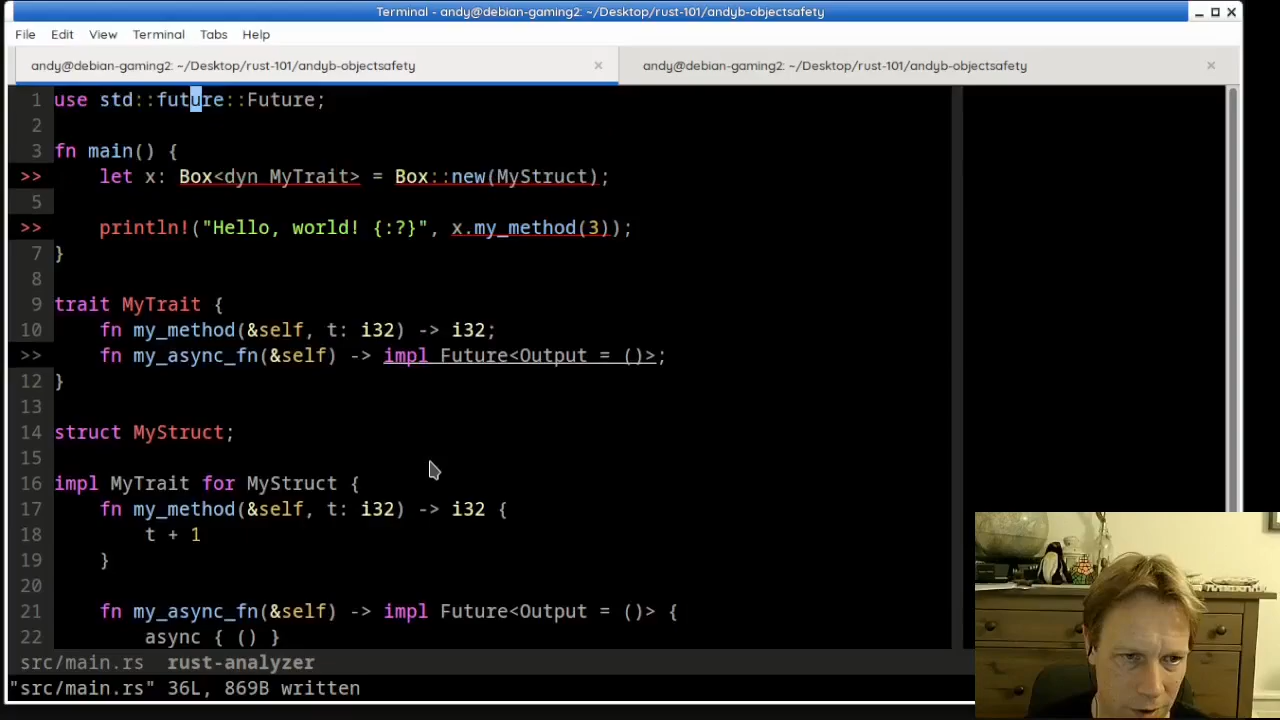 Terminal - andy@debian-gaming2: ~/Desktop/rust-101/andyb-objectsafety
File Edit View Terminal Tabs Help
andy@debian-gaming2: ~/Desktop/rust-101/andyb-objectsafety × andy@debian-gaming2: ~/Desktop/rust-101/andyb-objectsafety ×
1 use std::future::Future;
2
3 fn main() {
>>     let x: Box<dyn MyTrait> = Box::new(MyStruct);
5
>>     println!("Hello, world! {:?}", x.my_method(3));
7 }
8
9 trait MyTrait {
10     fn my_method(&self, t: i32) -> i32;
>>     fn my_async_fn(&self) -> impl Future<Output = ()>;
12 }
13
14 struct MyStruct;
15
16 impl MyTrait for MyStruct {
17     fn my_method(&self, t: i32) -> i32 {
18         t + 1
19     }
20
21     fn my_async_fn(&self) -> impl Future<Output = ()> {
22         async { () }
src/main.rs  rust-analyzer
"src/main.rs" 36L, 869B written